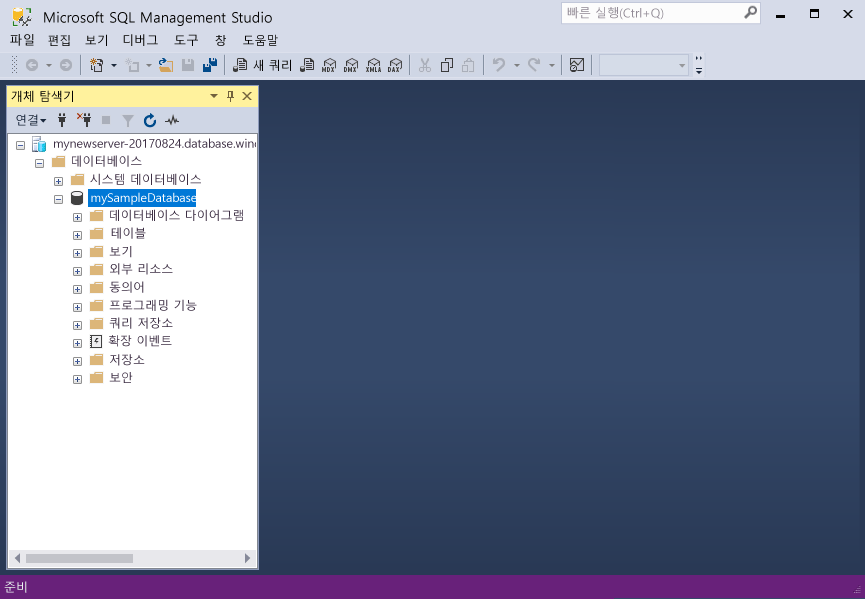 Microsoft SQL Management Studio
빠른 실행(Ctrl+Q)
파일 편집 보기 디버그 도구 창 도움말
새 쿼리 MDX DMX XMLA DAX
개체 탐색기
연결
mynewserver-20170824.database.win
데이터베이스
시스템 데이터베이스
mySampleDatabase
데이터베이스 다이어그램
테이블
보기
외부 리소스
동의어
프로그래밍 기능
쿼리 저장소
확장 이벤트
저장소
보안
준비